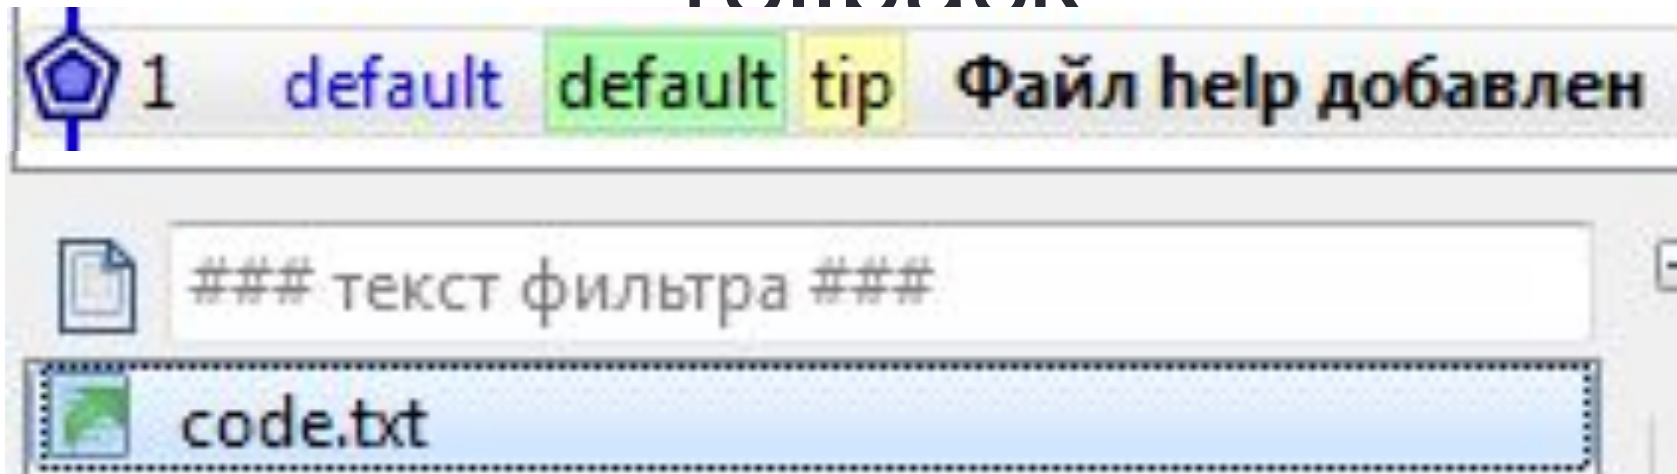 1 default default tip Файл help добавлен
### текст фильтра ###
code.txt